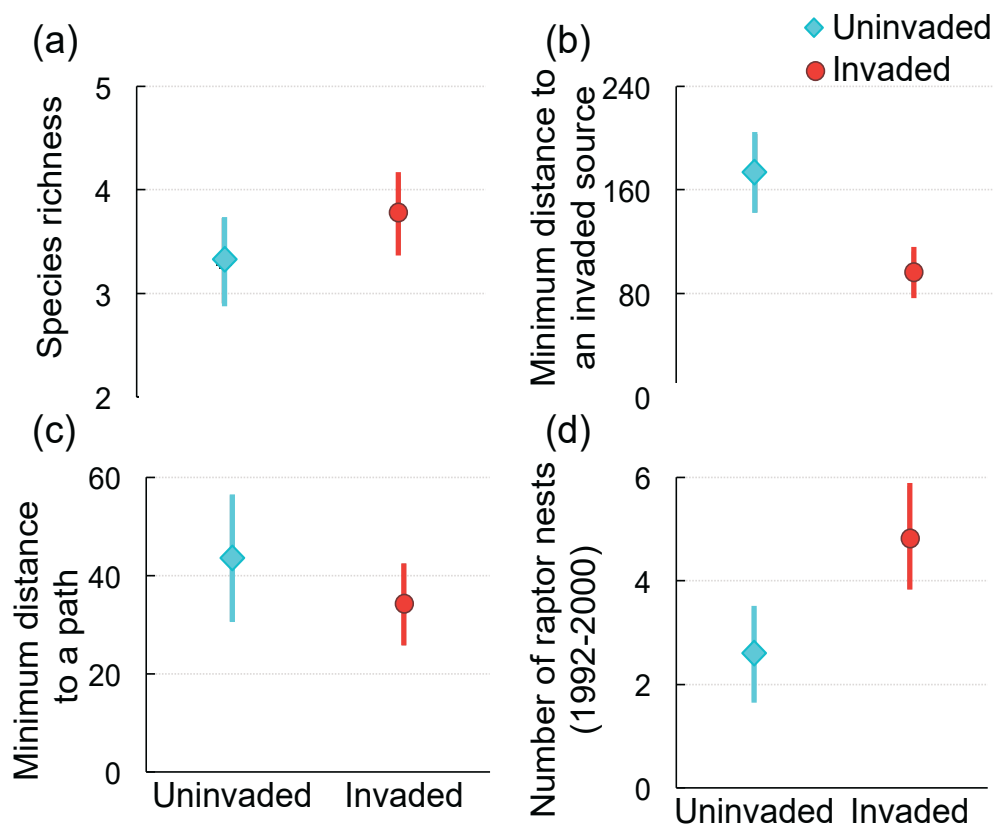 (a)
Species richness
5
4
3
2
(b)
Uninvaded
Invaded
Minimum distance to
an invaded source
240
160
80
0
(c)
Minimum distance
to a path
60
40
20
0
Uninvaded
Invaded
(d)
Number of raptor nests
(1992-2000)
6
4
2
0
Uninvaded
Invaded